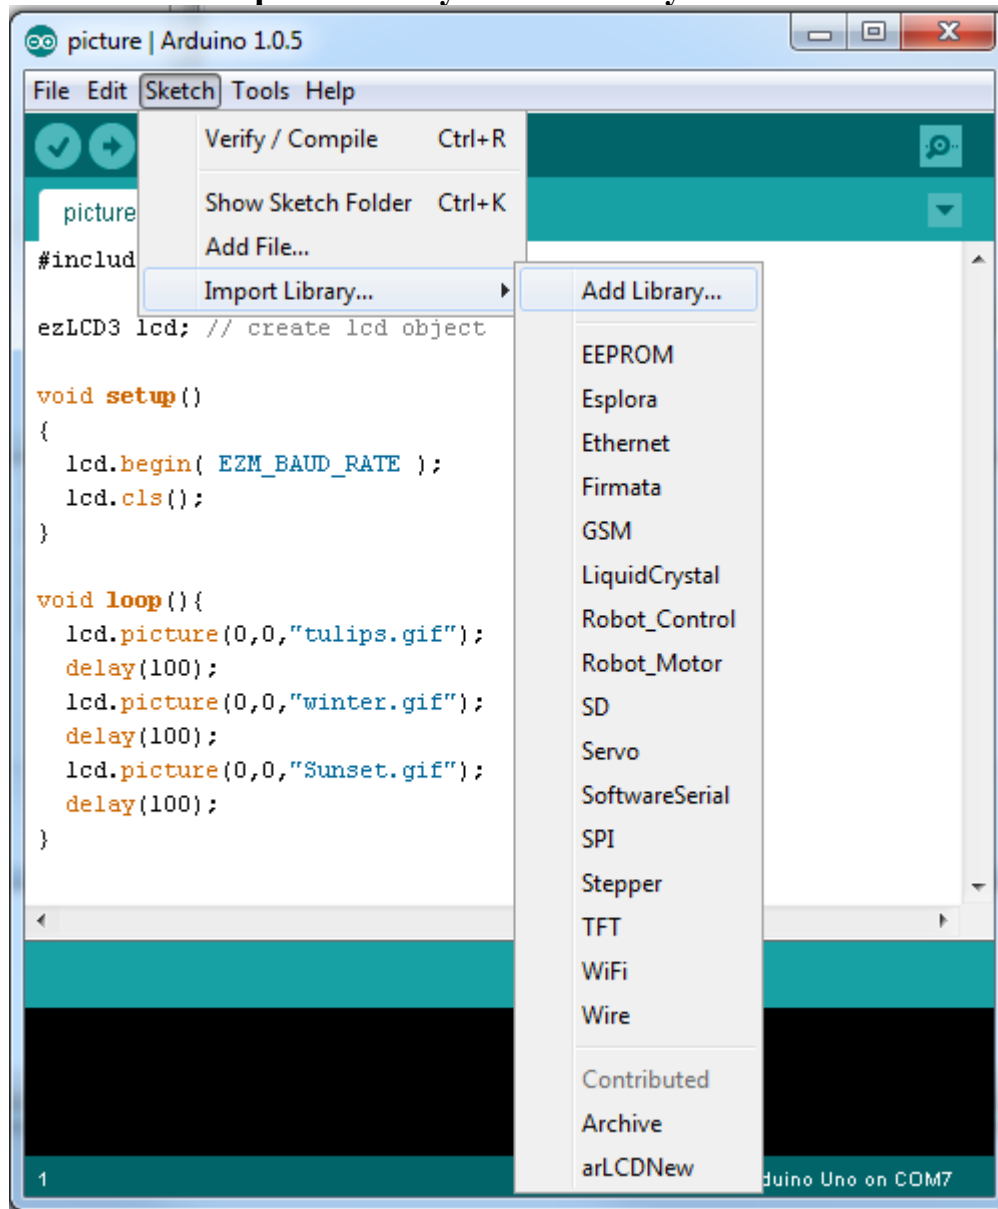 picture | Arduino 1.0.5
File Edit Sketch Tools Help
Verify / Compile Ctrl+R
Show Sketch Folder Ctrl+K
Add File...
Import Library...
picture
#includ
ezLCD3 lcd; // create lcd object
void setup()
{
lcd.begin( EZM_BAUD_RATE );
lcd.cls();
}
void loop(){
lcd.picture(0,0,"tulips.gif");
delay(100);
lcd.picture(0,0,"winter.gif");
delay(100);
lcd.picture(0,0,"Sunset.gif");
delay(100);
}
Add Library...
EEPROM
Esplora
Ethernet
Firmata
GSM
LiquidCrystal
Robot_Control
Robot_Motor
SD
Servo
SoftwareSerial
SPI
Stepper
TFT
WiFi
Wire
Contributed
Archive
arLCDNew
1
duino Uno on COM7